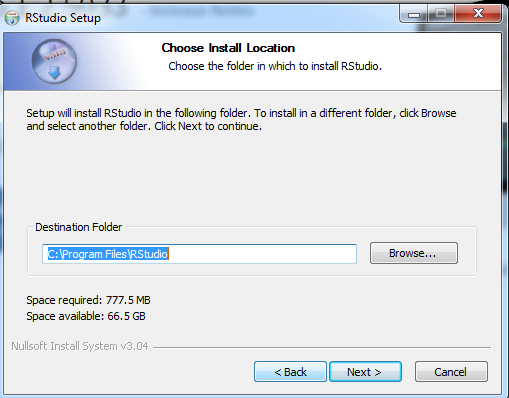 - Release Notes
RStudio Setup
Choose Install Location
Choose the folder in which to install RStudio.
Setup will install RStudio in the following folder. To install in a different folder, click Browse
and select another folder. Click Next to continue.
Destination Folder
C:\Program Files\RStudio
Browse...
Space required: 777.5 MB
Space available: 66.5 GB
Nullsoft Install System v3.04
< Back
Next >
Cancel